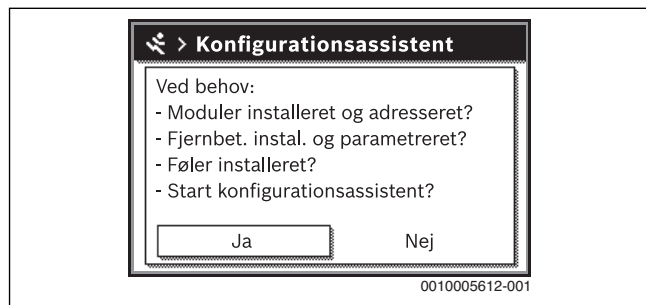 > Konfigurationsassistent
Ved behov:
- Moduler installeret og adresseret?
- Fjernbet. instal. og parametreret?
- Føler installeret?
- Start konfigurationsassistent?
Ja Nej
0010005612-001